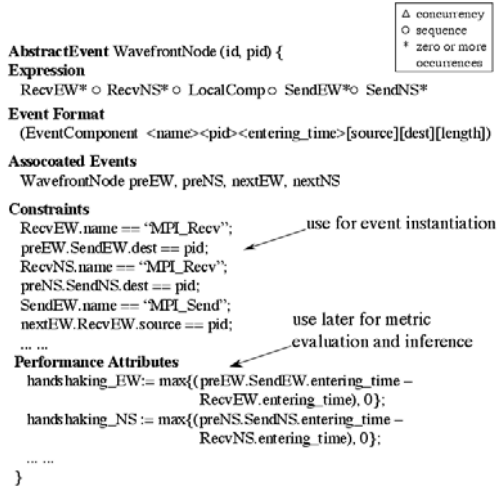 Δ concurrency
○ sequence
* zero or more
occurrences
AbstractEvent WavefrontNode (id, pid) {
Expression
RecvEW* ○ RecvNS* ○ LocalComp○ SendEW*○ SendNS*
Event Format
(EventComponent <name><pid><entering_time>[source][dest][length])
Assocoated Events
WavefrontNode preEW, preNS, nextEW, nextNS
Constraints
RecvEW.name == “MPI_Recv”;
use for event instantiation
preEW.SendEW.dest == pid;
RecvNS.name == “MPI_Recv”;
preNS.SendNS.dest == pid;
SendEW.name == “MPI_Send”;
nextEW.RecvEW.source == pid;
use later for metric
evaluation and inference
... ...
Performance Attributes
handshaking_EW:= max{(preEW.SendEW.entering_time –
RecvEW.entering_time), 0};
handshaking_NS := max{(preNS.SendNS.entering_time –
RecvNS.entering_time), 0};
... ...
}